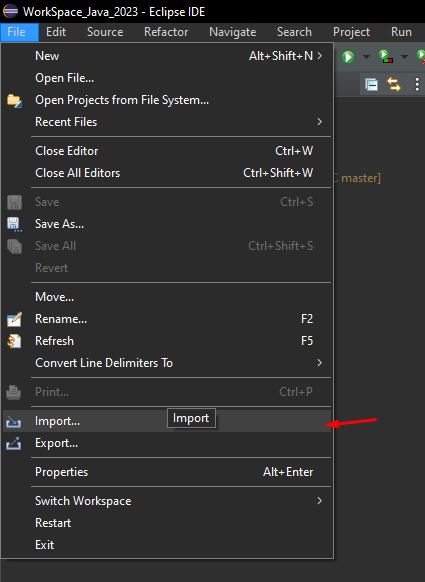 WorkSpace_Java_2023 - Eclipse IDE
File Edit Source Refactor Navigate Search Project Run
New Alt+Shift+N
Open File...
Open Projects from File System...
Recent Files
Close Editor Ctrl+W
Close All Editors Ctrl+Shift+W
master]
Save Ctrl+S
Save As...
Save All Ctrl+Shift+S
Revert
Move...
Rename... F2
Refresh F5
Convert Line Delimiters To
Print... Ctrl+P
Import...
Import
Export...
Properties Alt+Enter
Switch Workspace
Restart
Exit